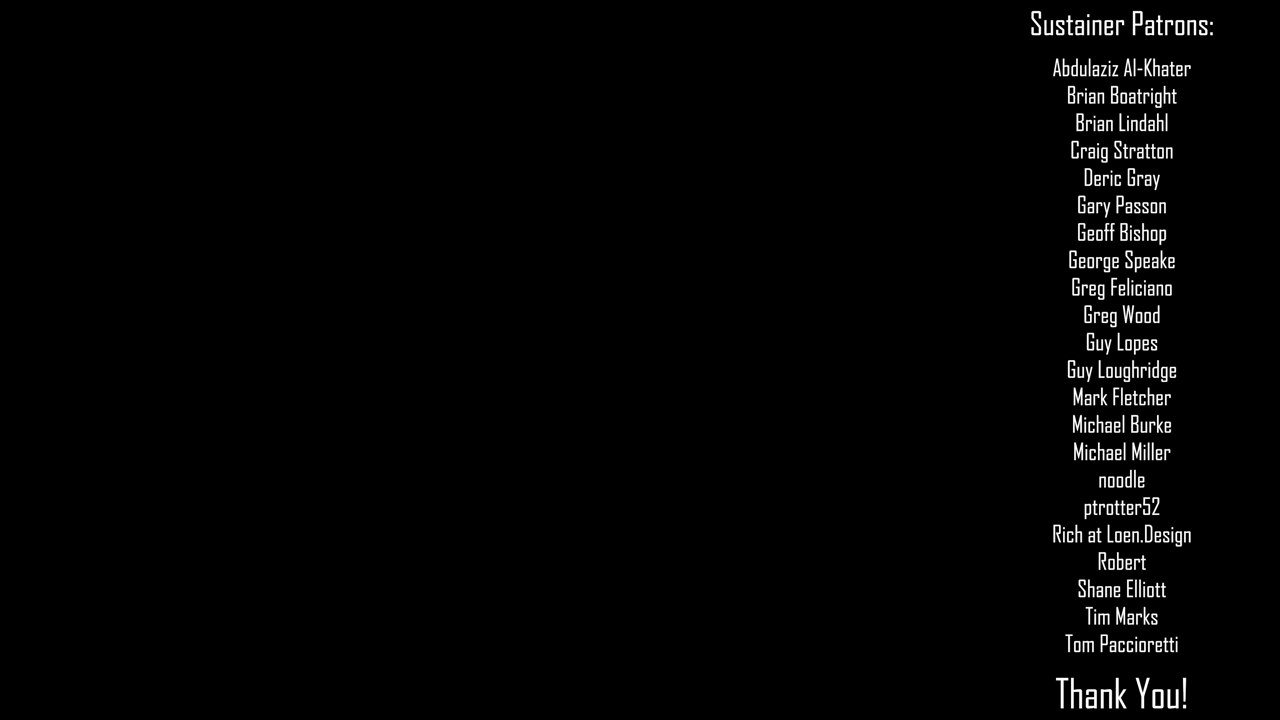 Sustainer Patrons:
Abdulaziz Al-Khater
Brian Boatright
Brian Lindahl
Craig Stratton
Deric Gray
Gary Passon
Geoff Bishop
George Speake
Greg Feliciano
Greg Wood
Guy Lopes
Guy Loughridge
Mark Fletcher
Michael Burke
Michael Miller
noodle
ptrotter52
Rich at Loen.Design
Robert
Shane Elliott
Tim Marks
Tom Paccioretti
Thank You!